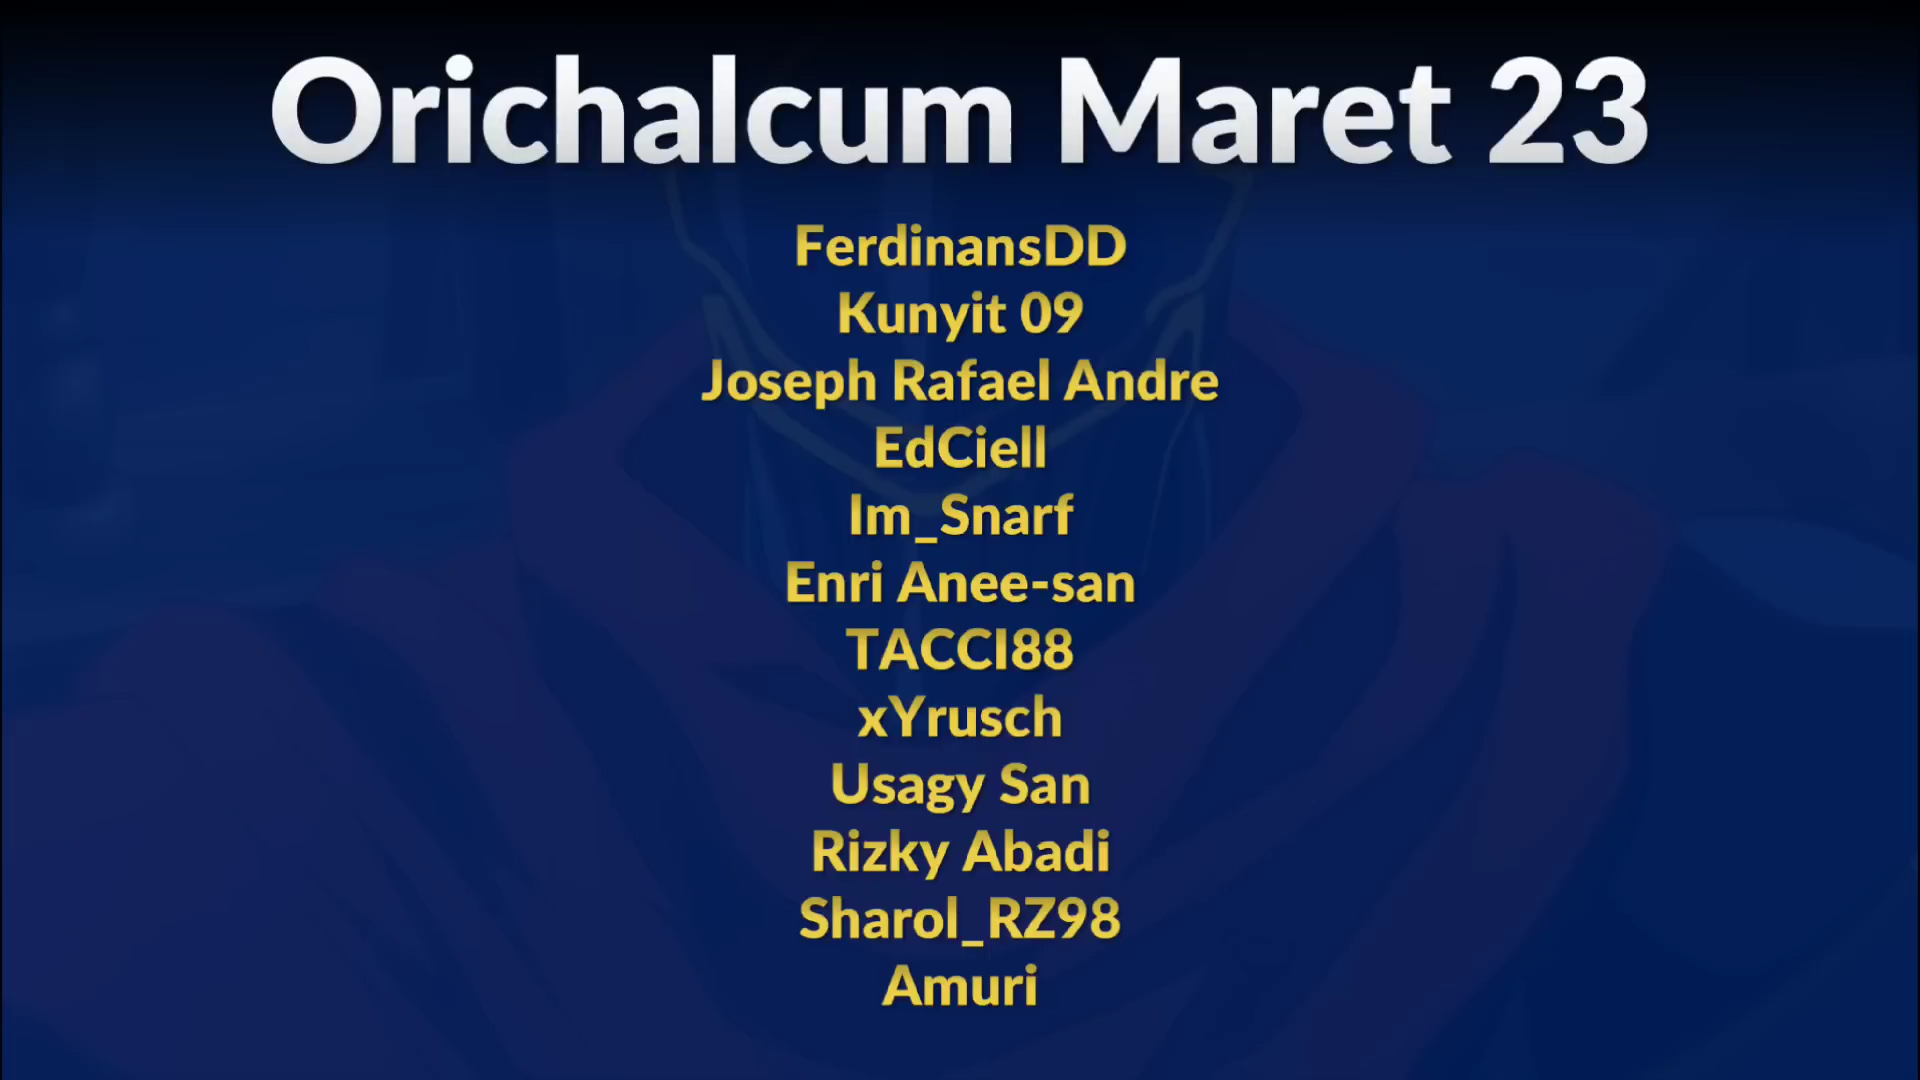 Orichalcum Maret 23
FerdinansDD
Kunyit 09
Joseph Rafael Andre
EdCiell
Im_Snarf
Enri Anee-san
TACCI88
xYrusch
Usagy San
Rizky Abadi
Sharol_RZ98
Amuri